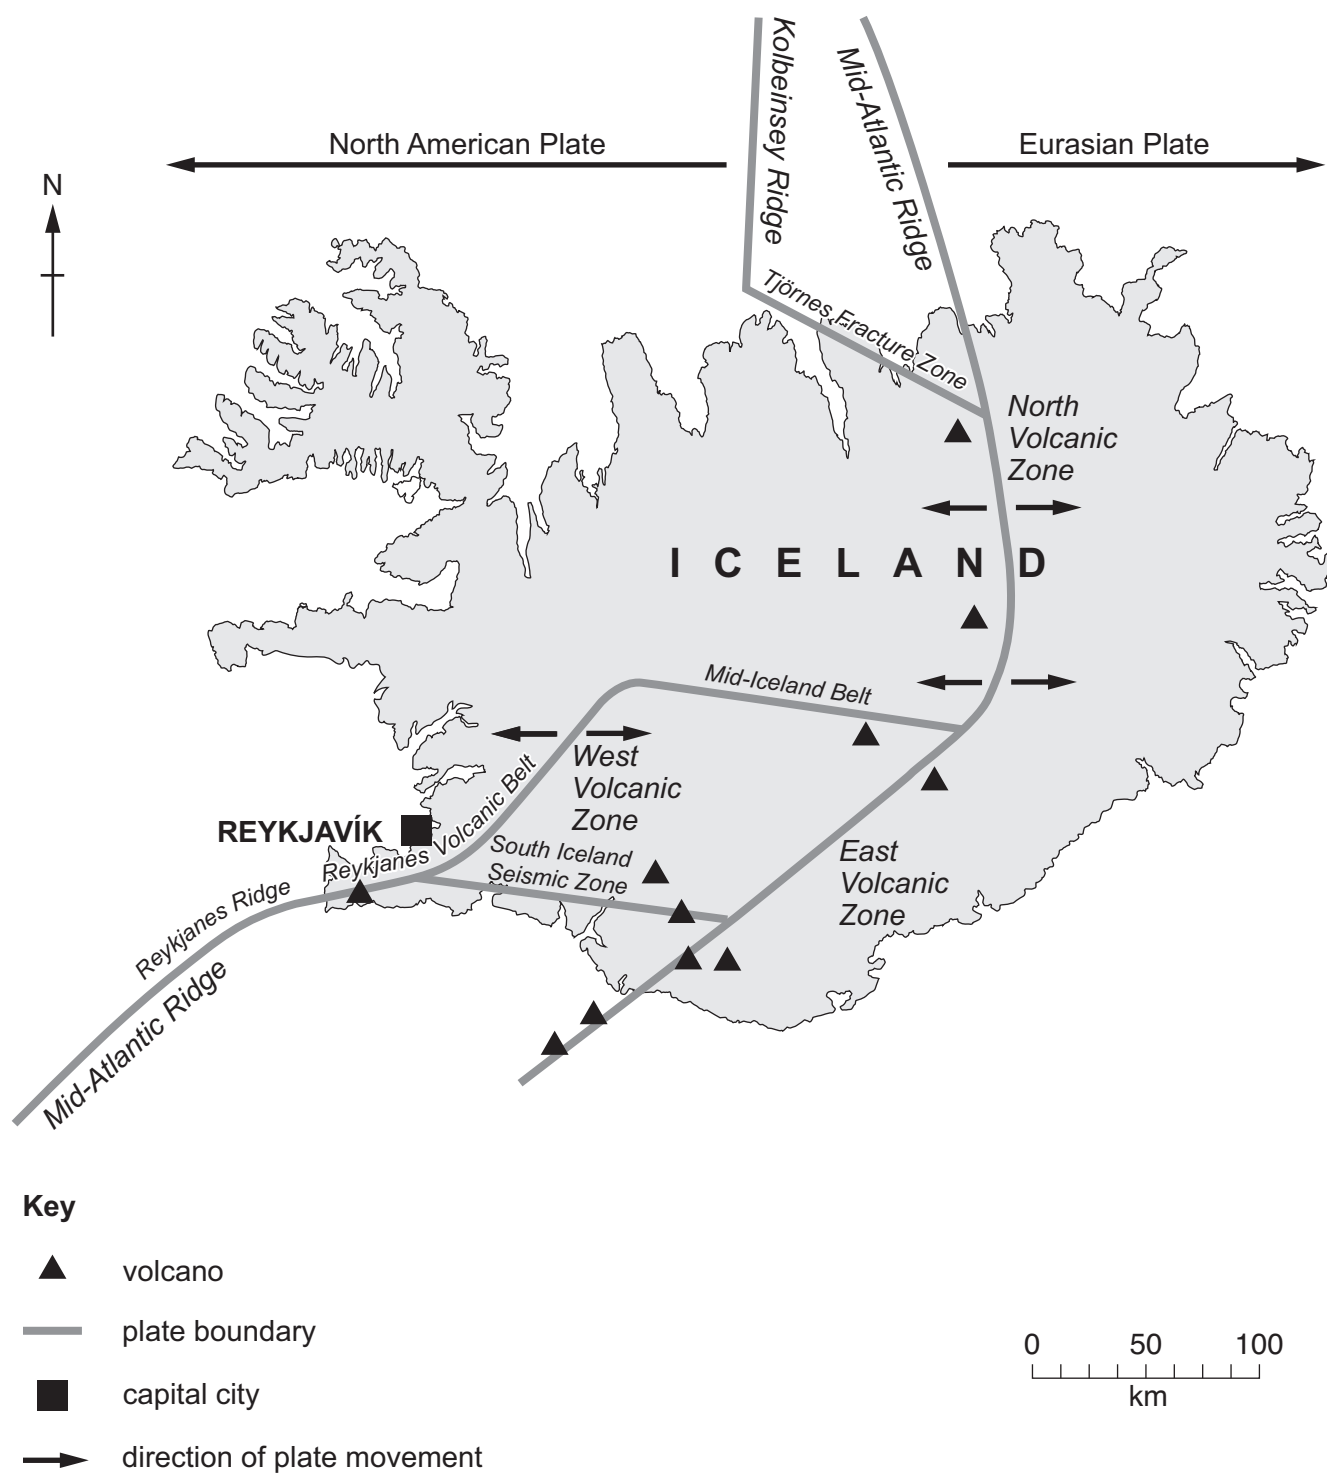 Kolbeinsey Ridge
Mid-Atlantic Ridge
North American Plate
Eurasian Plate
N
Tjörnes Fracture Zone
North
Volcanic
Zone
ICELAND
Mid-Iceland Belt
West
Volcanic
Zone
REYKJAVÍK
Reykjanes Volcanic Belt
South Iceland
Seismic Zone
East
Volcanic
Zone
Reykjanes Ridge
Mid-Atlantic Ridge
Key
volcano
plate boundary
capital city
direction of plate movement
0 50 100
km